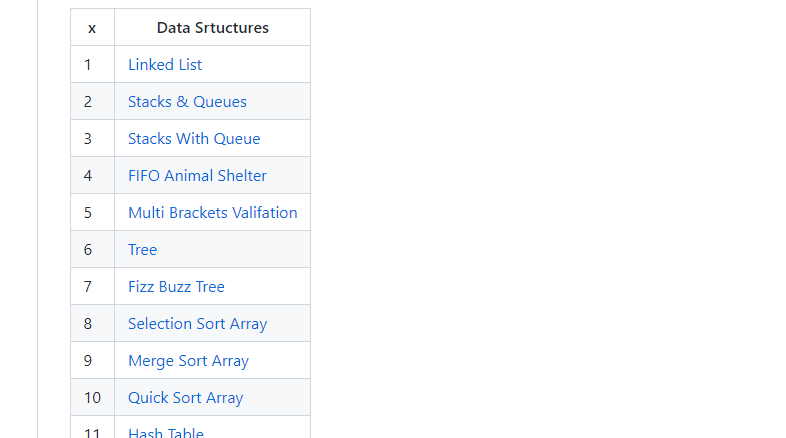 x Data Srtuctures
1 Linked List
2 Stacks & Queues
3 Stacks With Queue
4 FIFO Animal Shelter
5 Multi Brackets Valifation
6 Tree
7 Fizz Buzz Tree
8 Selection Sort Array
9 Merge Sort Array
10 Quick Sort Array
11 Hash Table